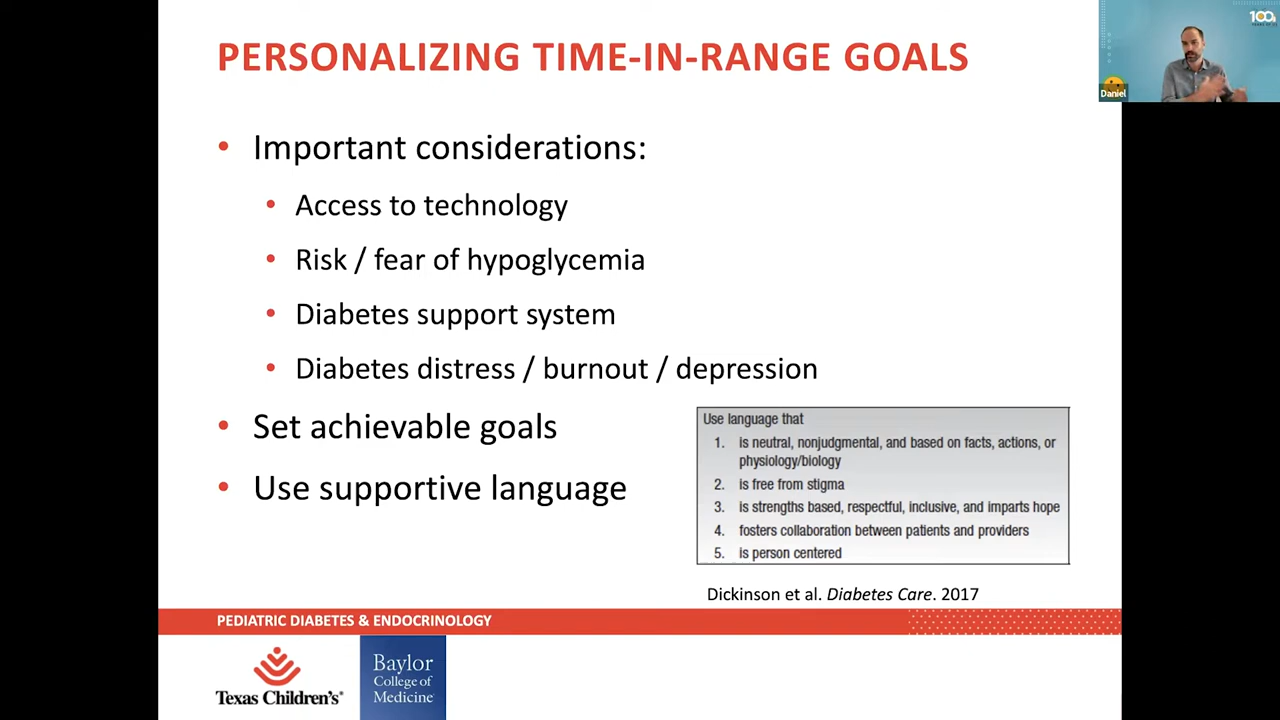 PERSONALIZING TIME-IN-RANGE GOALS
• Important considerations:
• Access to technology
• Risk / fear of hypoglycemia
• Diabetes support system
• Diabetes distress / burnout / depression
• Set achievable goals
• Use supportive language
Use language that
1. is neutral, nonjudgmental, and based on facts, actions, or
physiology/biology
2. is free from stigma
3. is strengths based, respectful, inclusive, and imparts hope
4. fosters collaboration between patients and providers
5. is person centered
Dickinson et al. Diabetes Care. 2017
PEDIATRIC DIABETES & ENDOCRINOLOGY
Texas Children's®
Baylor
College of
Medicine
Daniel
100